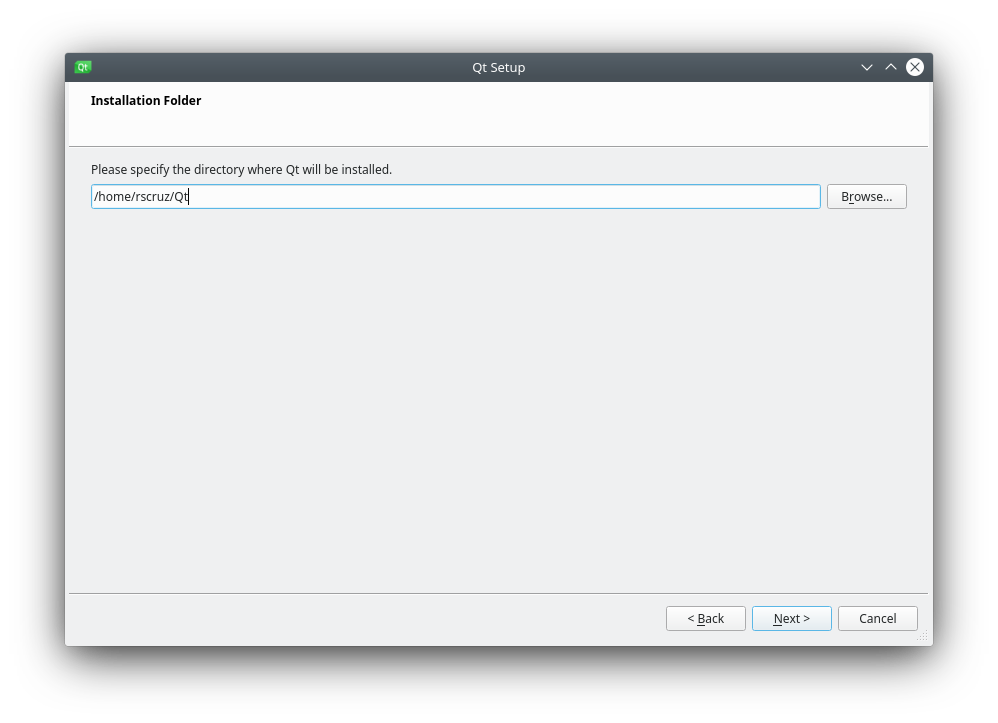 Qt
Qt Setup
Installation Folder
Please specify the directory where Qt will be installed.
/home/rscruz/Qt
Browse...
< Back
Next >
Cancel